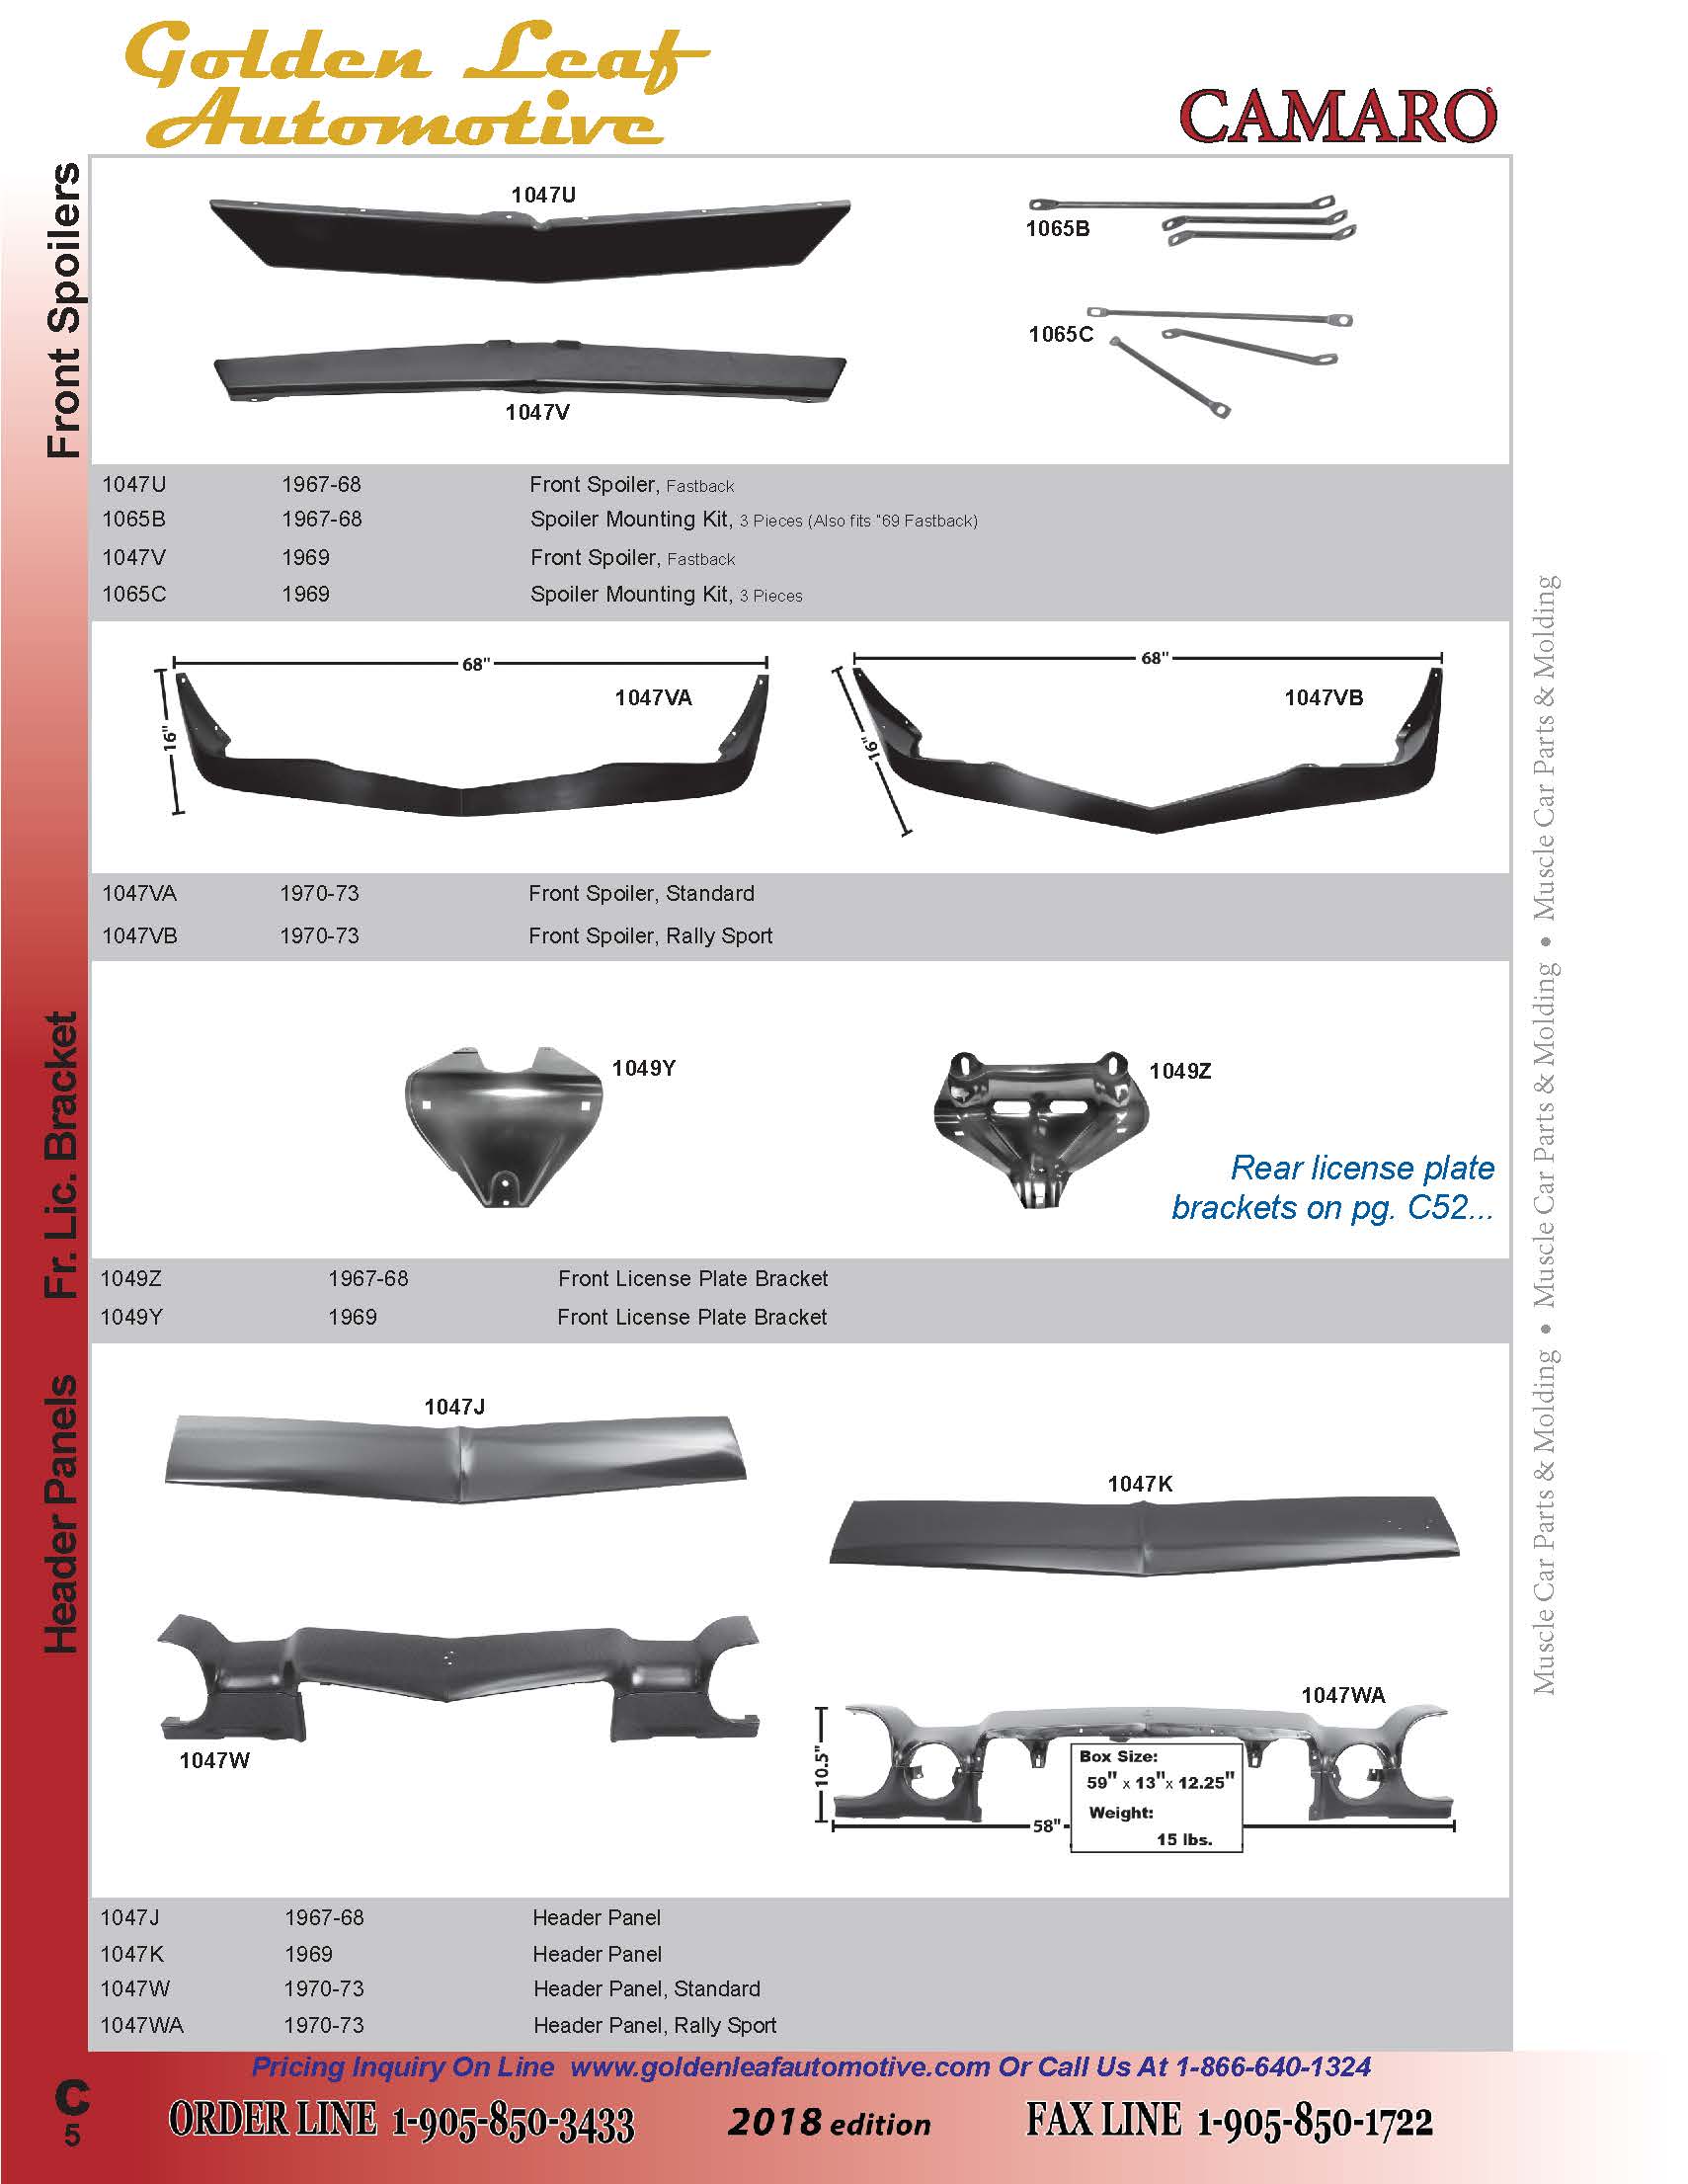 Golden Leaf
Automotive
CAMARO®
Front Spoilers
1047U
1065B
1065C
1047V
1047U 1967-68 Front Spoiler, Fastback
1065B 1967-68 Spoiler Mounting Kit, 3 Pieces (Also fits "69 Fastback)
1047V 1969 Front Spoiler, Fastback
1065C 1969 Spoiler Mounting Kit, 3 Pieces
68"
16"
1047VA
68"
16"
1047VB
1047VA 1970-73 Front Spoiler, Standard
1047VB 1970-73 Front Spoiler, Rally Sport
Fr. Lic. Bracket
1049Y
1049Z
Rear license plate
brackets on pg. C52...
1049Z 1967-68 Front License Plate Bracket
1049Y 1969 Front License Plate Bracket
Header Panels
1047J
1047K
1047W
1047WA
10.5"
58"
Box Size:
59" x 13"x 12.25"
Weight:
15 lbs.
1047J 1967-68 Header Panel
1047K 1969 Header Panel
1047W 1970-73 Header Panel, Standard
1047WA 1970-73 Header Panel, Rally Sport
Muscle Car Parts & Molding • Muscle Car Parts & Molding • Muscle Car Parts & Molding
Pricing Inquiry On Line www.goldenleafautomotive.com Or Call Us At 1-866-640-1324
C
5
ORDER LINE 1-905-850-3433 2018 edition FAX LINE 1-905-850-1722